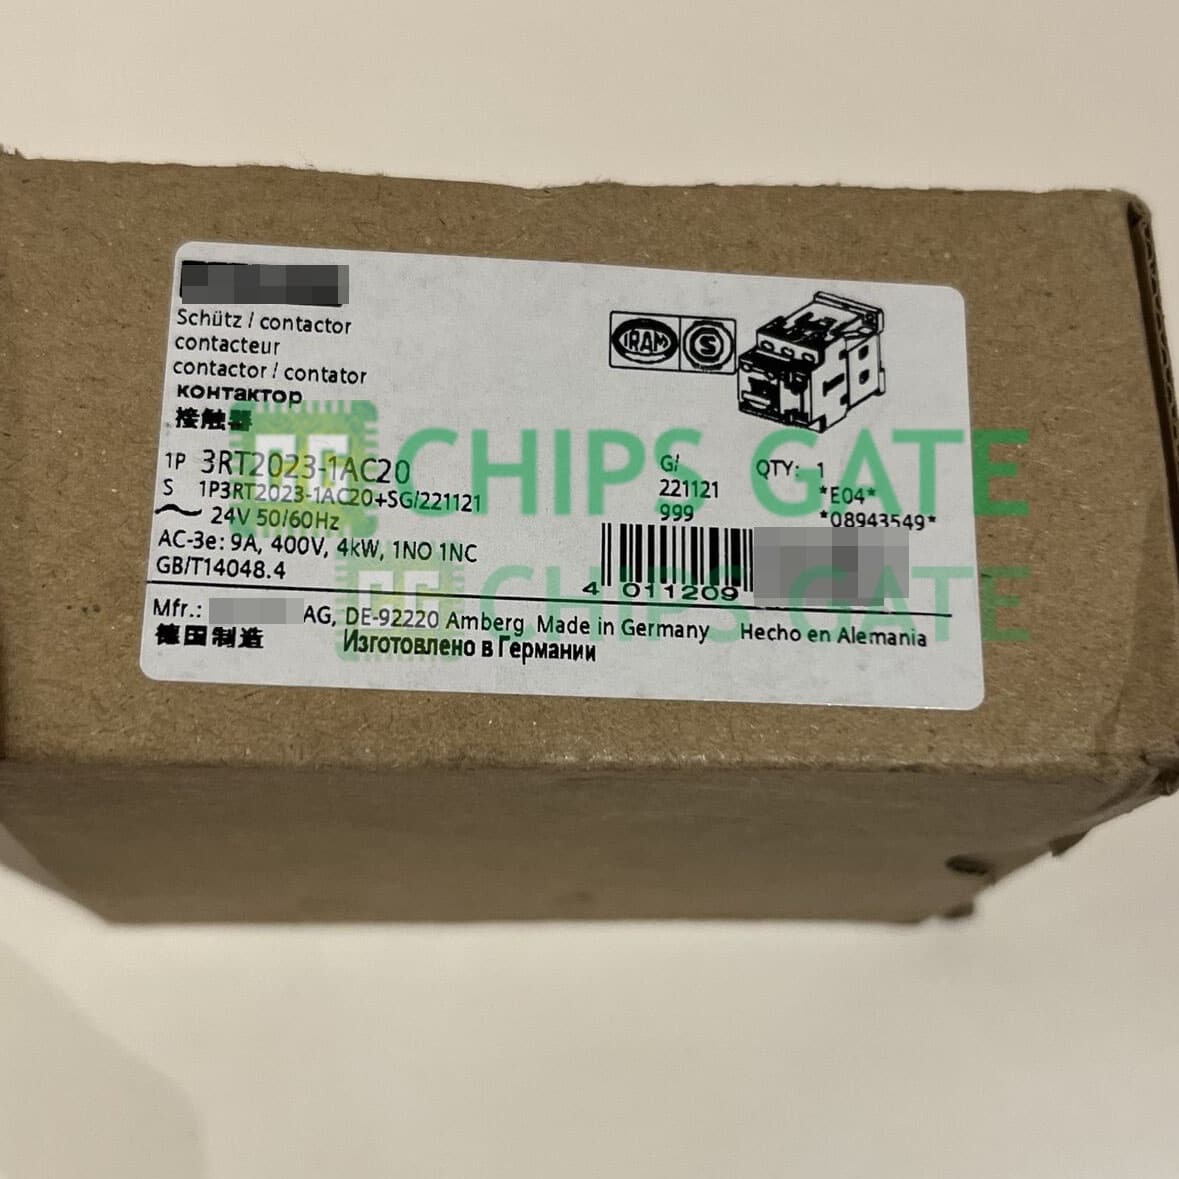 Schütz / contactor
contacteur
contactor / contator
контактор
接触器
1P 3RT2023-1AC20
S 1P3RT2023-1AC20+SG/221121
24V 50/60Hz
AC-3e: 9A, 400V, 4kW, 1NO 1NC
GB/T14048.4
IRAM S
G/
221121
999
QTY: 1
*E04*
*08943549*
4 011209
Mfr.: AG, DE-92220 Amberg Made in Germany Hecho en Alemania
德国制造 Изготовлено в Германии
CHIPS GATE
CHIPS GATE